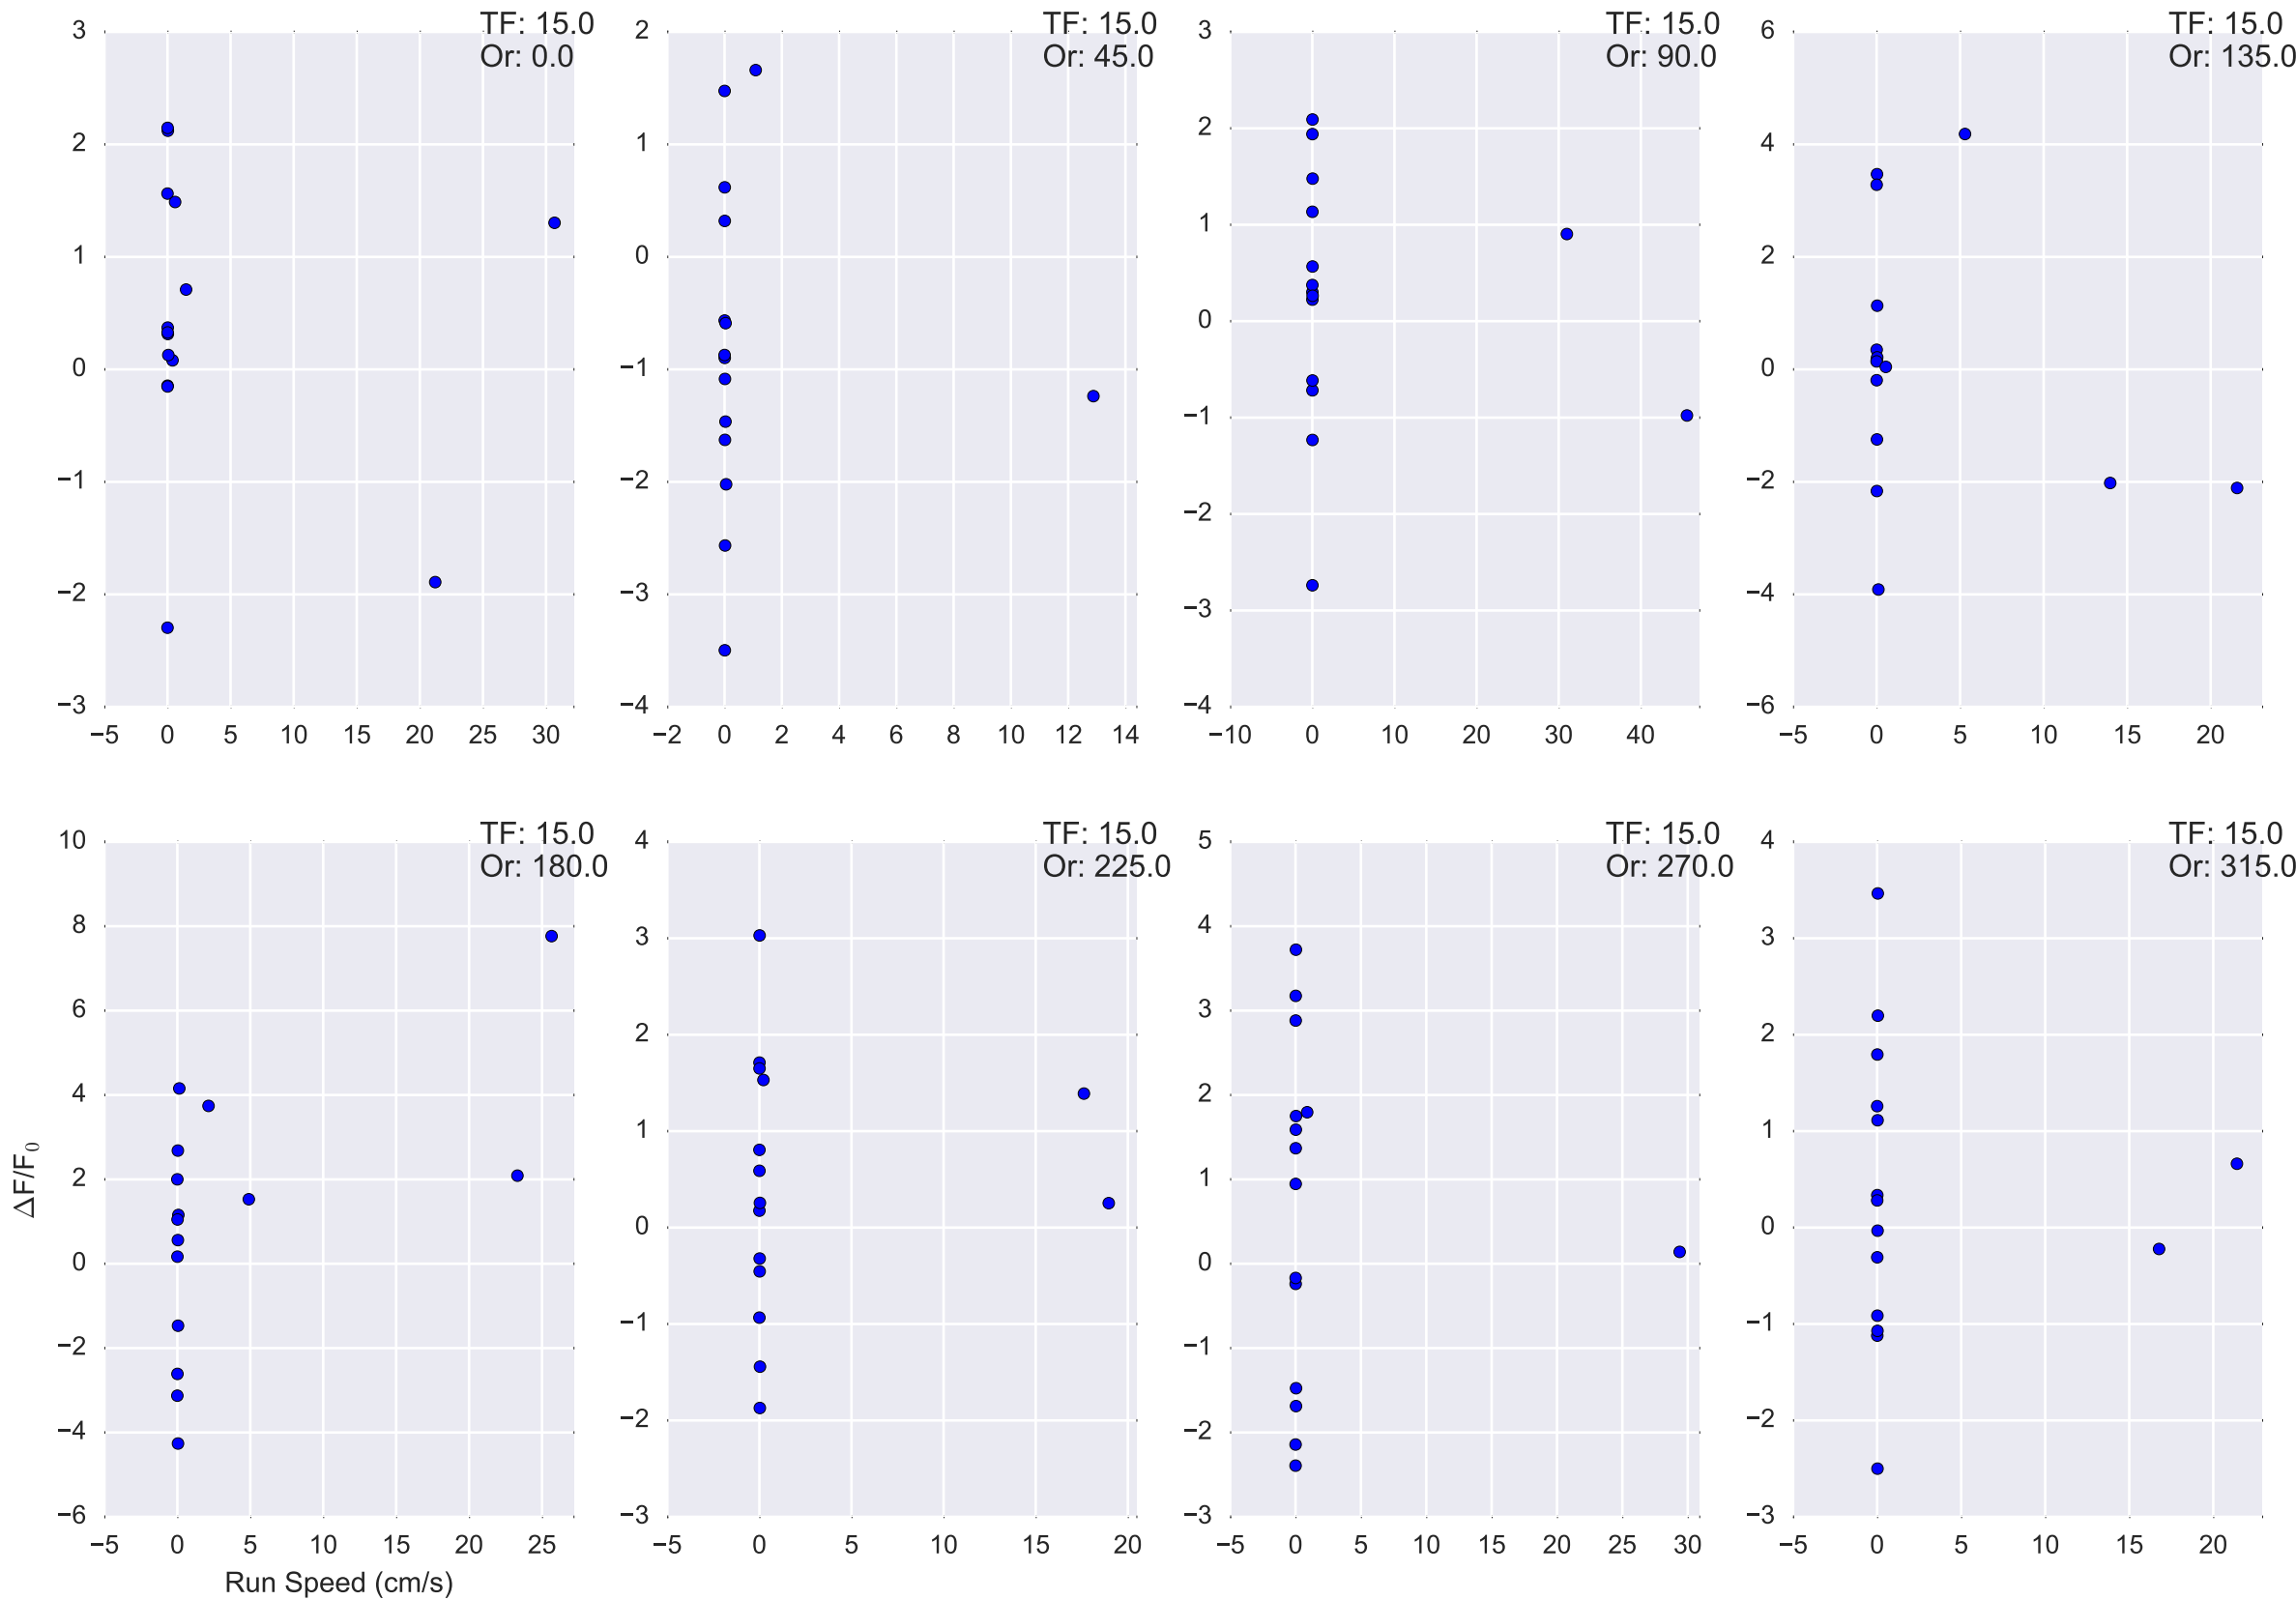 TF: 15.0
Or: 0.0
3
2
1
0
−1
−2
−3
−5 0 5 10 15 20 25 30
TF: 15.0
Or: 45.0
2
1
0
−1
−2
−3
−4
−2 0 2 4 6 8 10 12 14
TF: 15.0
Or: 90.0
3
2
1
0
−1
−2
−3
−4
−10 0 10 20 30 40
TF: 15.0
Or: 135.0
6
4
2
0
−2
−4
−6
−5 0 5 10 15 20
TF: 15.0
Or: 180.0
10
8
6
4
2
0
−2
−4
−6
−5 0 5 10 15 20 25
ΔF/F₀
Run Speed (cm/s)
TF: 15.0
Or: 225.0
4
3
2
1
0
−1
−2
−3
−5 0 5 10 15 20
TF: 15.0
Or: 270.0
5
4
3
2
1
0
−1
−2
−3
−5 0 5 10 15 20 25 30
TF: 15.0
Or: 315.0
4
3
2
1
0
−1
−2
−3
−5 0 5 10 15 20